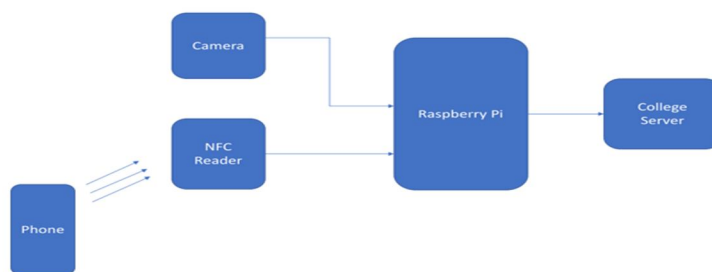 Camera
Raspberry Pi
College
Server
NFC
Reader
Phone